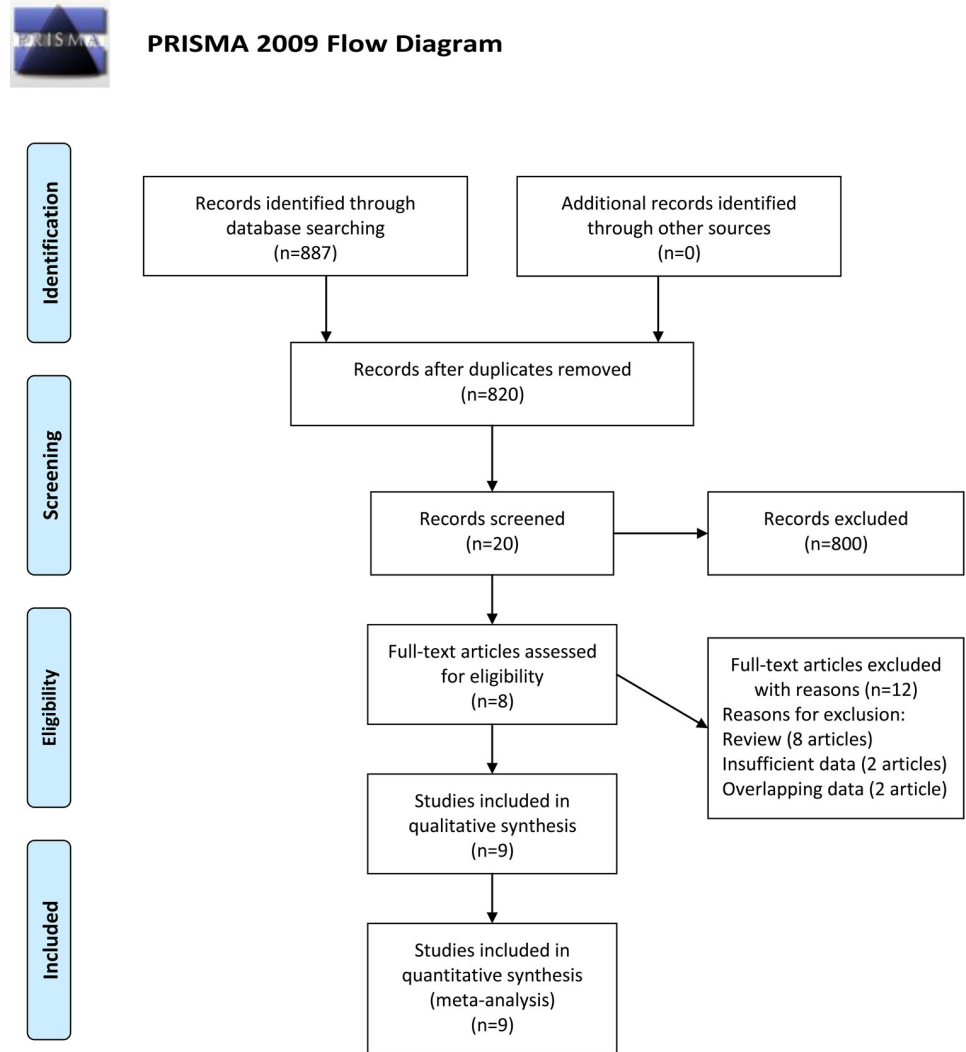 PRISMA
PRISMA 2009 Flow Diagram
Identification
Records identified through
database searching
(n=887)
Additional records identified
through other sources
(n=0)
Records after duplicates removed
(n=820)
Screening
Records screened
(n=20)
Records excluded
(n=800)
Eligibility
Full-text articles assessed
for eligibility
(n=8)
Full-text articles excluded
with reasons (n=12)
Reasons for exclusion:
Review (8 articles)
Insufficient data (2 articles)
Overlapping data (2 article)
Studies included in
qualitative synthesis
(n=9)
Included
Studies included in
quantitative synthesis
(meta-analysis)
(n=9)